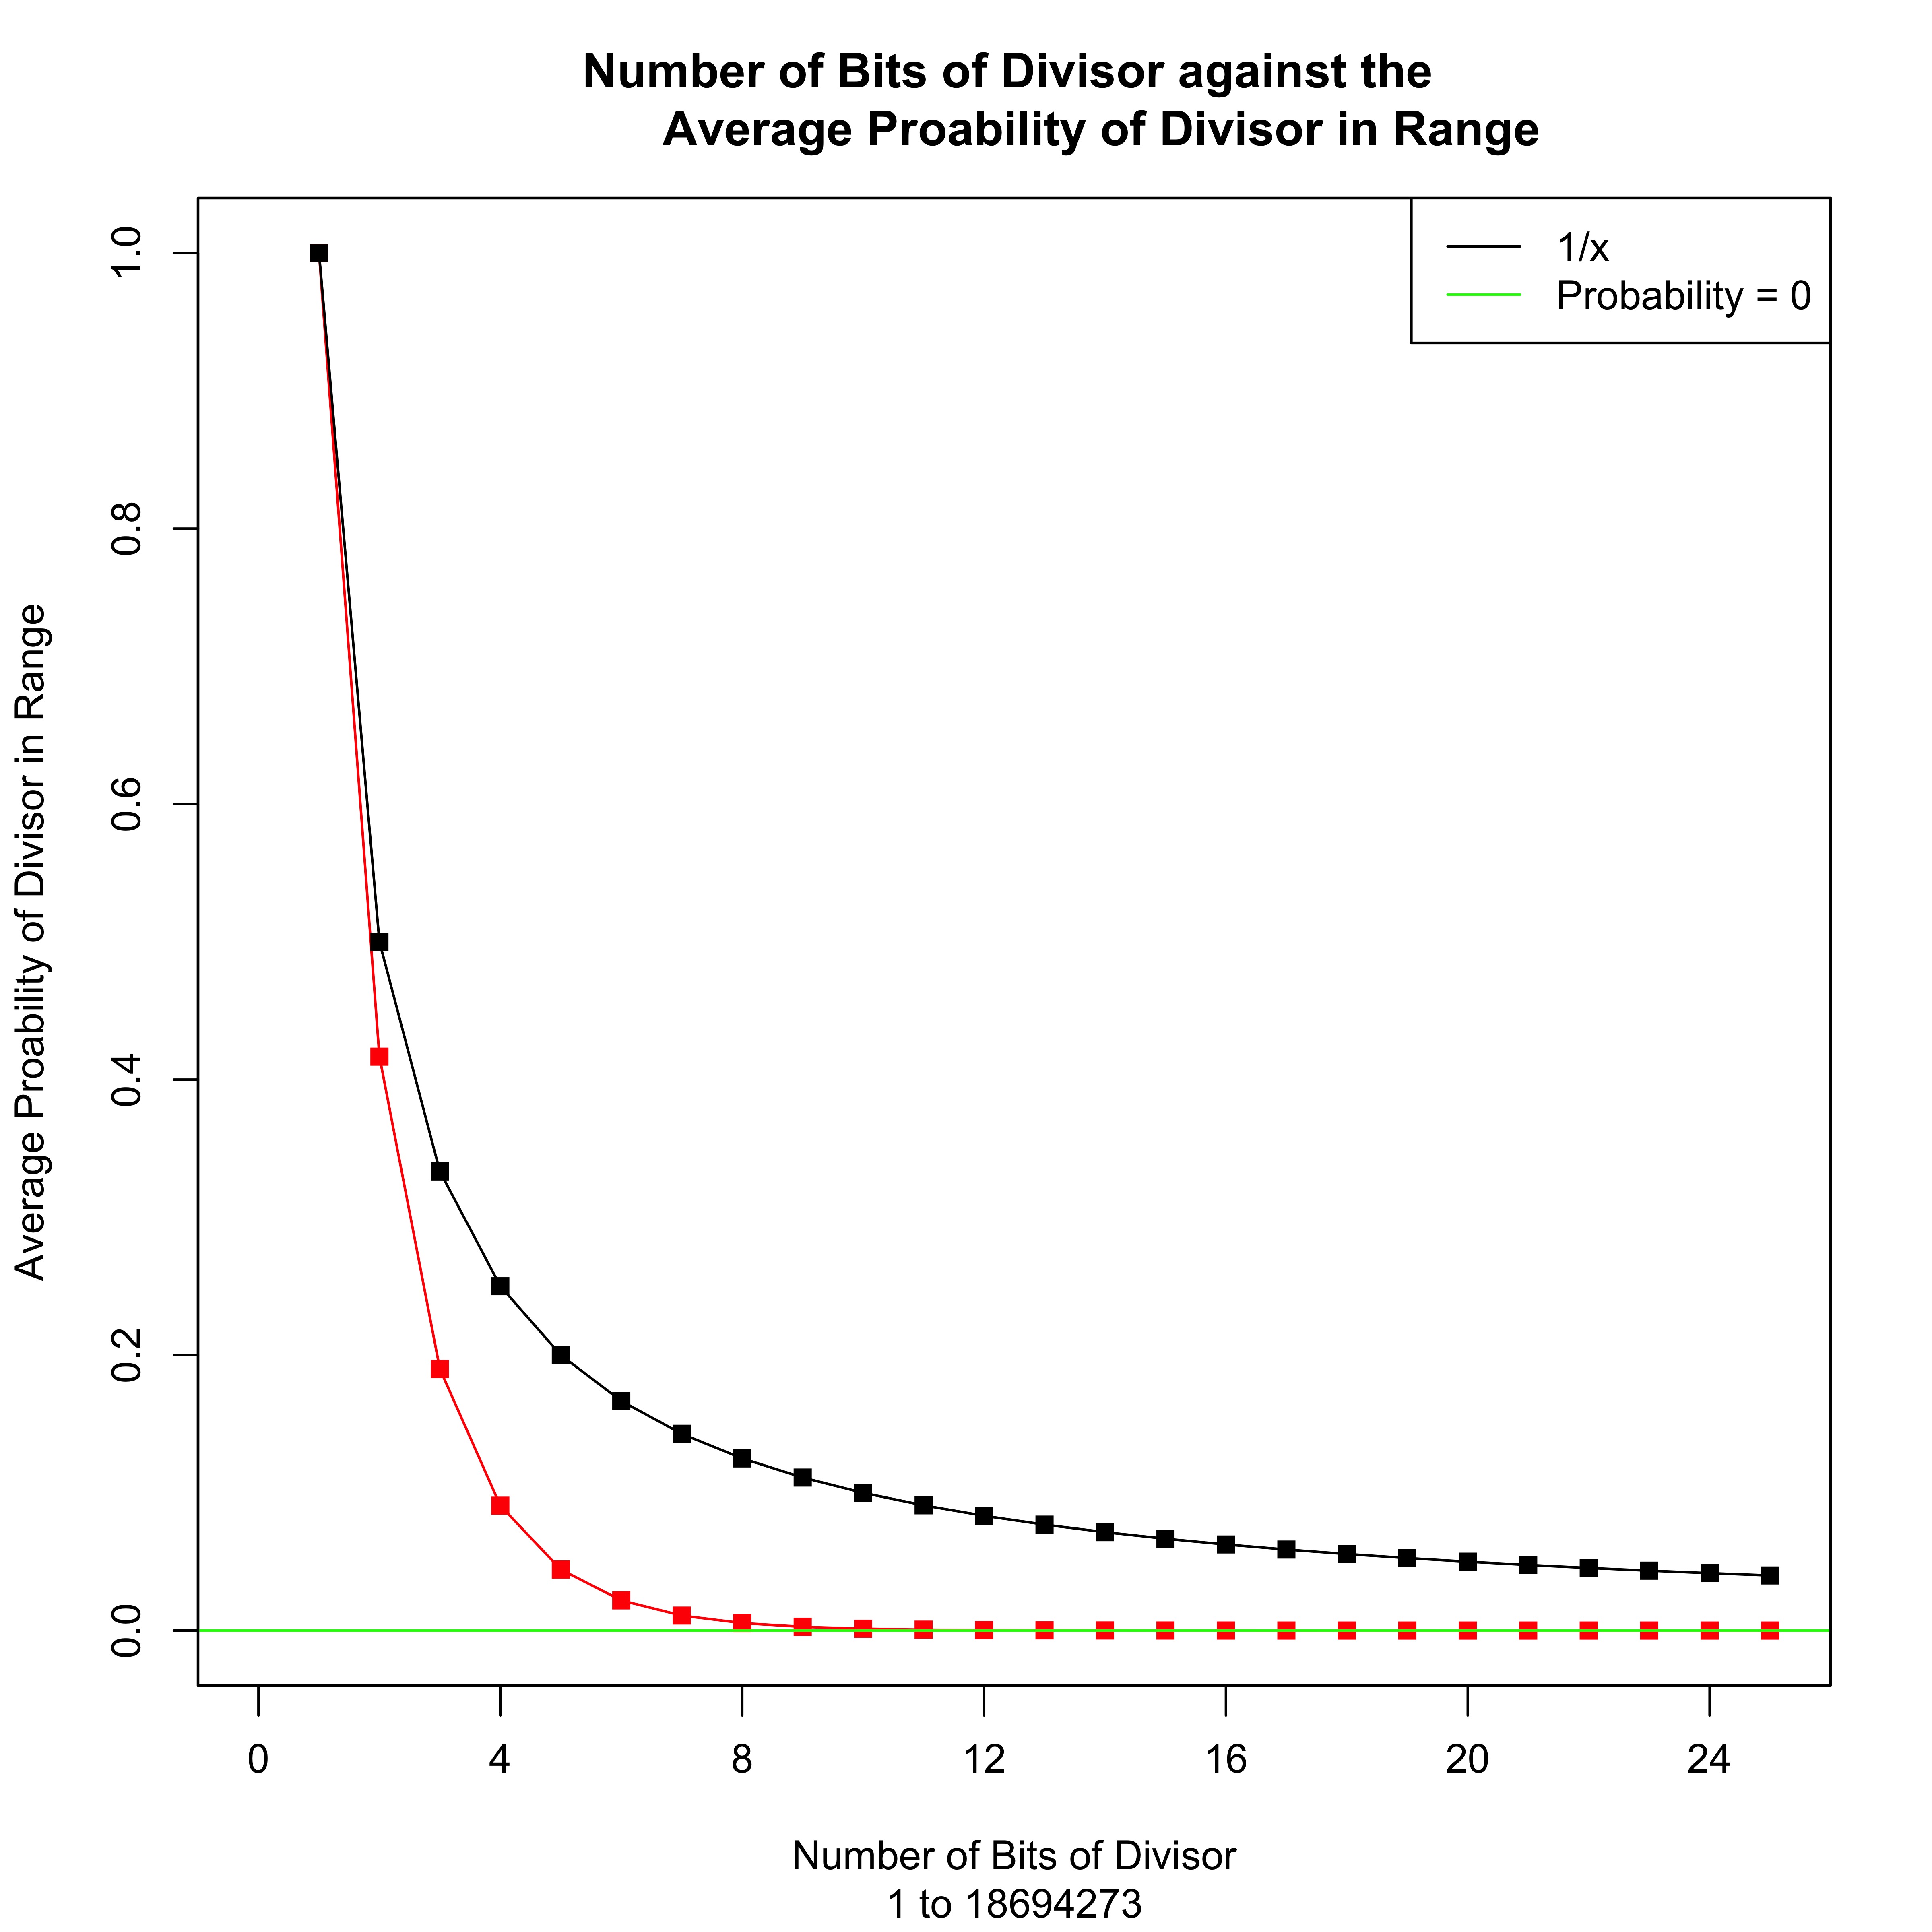 Number of Bits of Divisor against the
Average Proability of Divisor in Range
1/x
Probability = 0
Average Probability of Divisor in Range
1.0
0.8
0.6
0.4
0.2
0.0
0 4 8 12 16 20 24
Number of Bits of Divisor
1 to 18694273